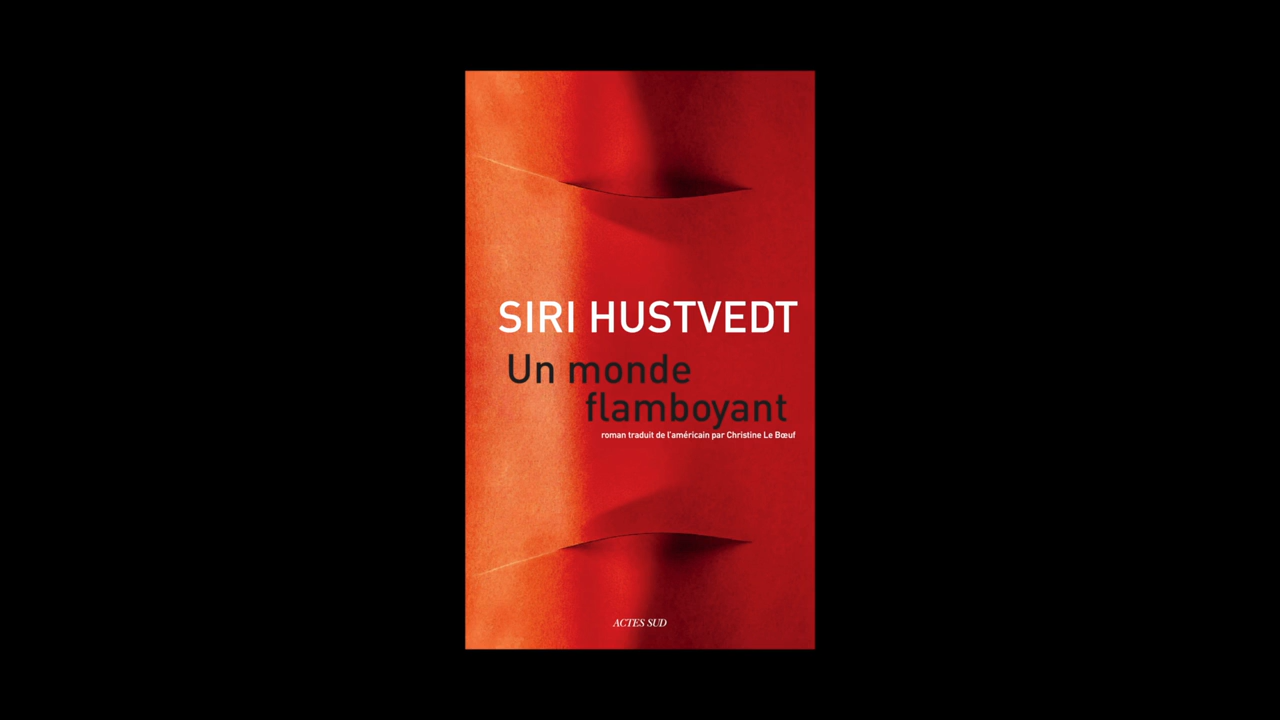 SIRI HUSTVEDT
Un monde
flamboyant
roman traduit de l'américain par Christine Le Bœuf
ACTES SUD